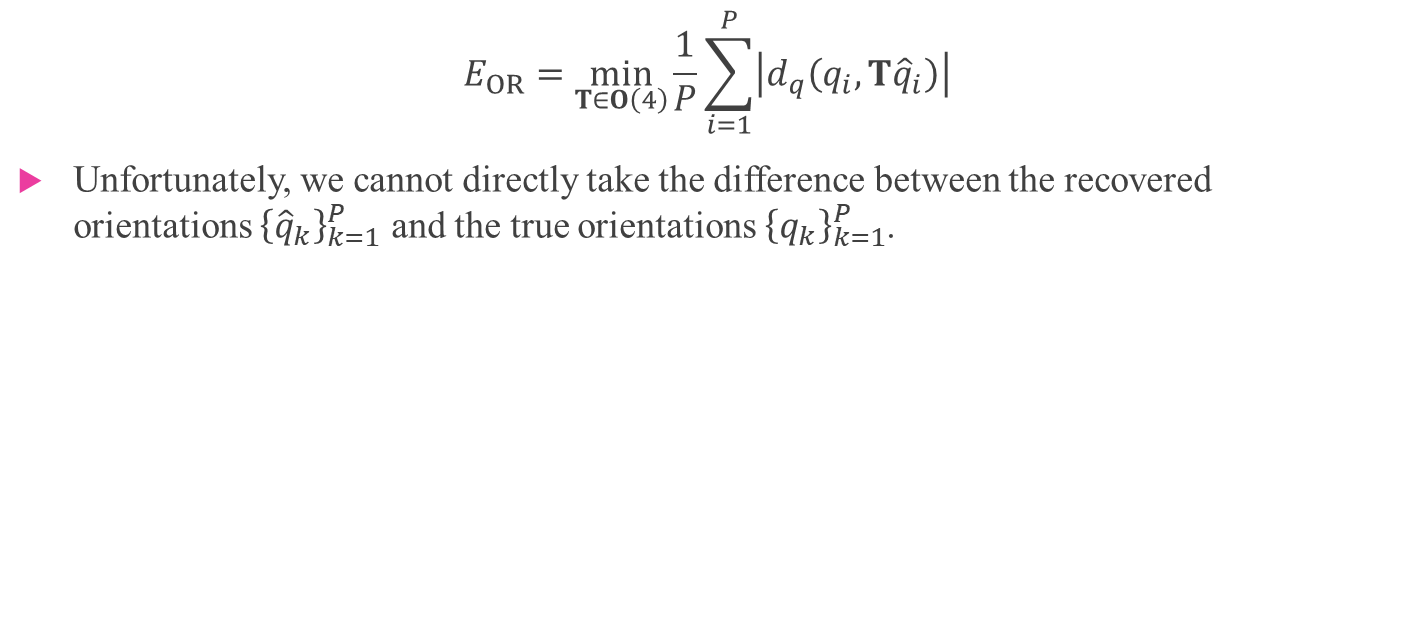 E_OR = min_{T∈O(4)} 1/P ∑_{i=1}^{P} |d_q(q_i, Tq̂_i)|
▶ Unfortunately, we cannot directly take the difference between the recovered
orientations {q̂_k}_{k=1}^{P} and the true orientations {q_k}_{k=1}^{P}.